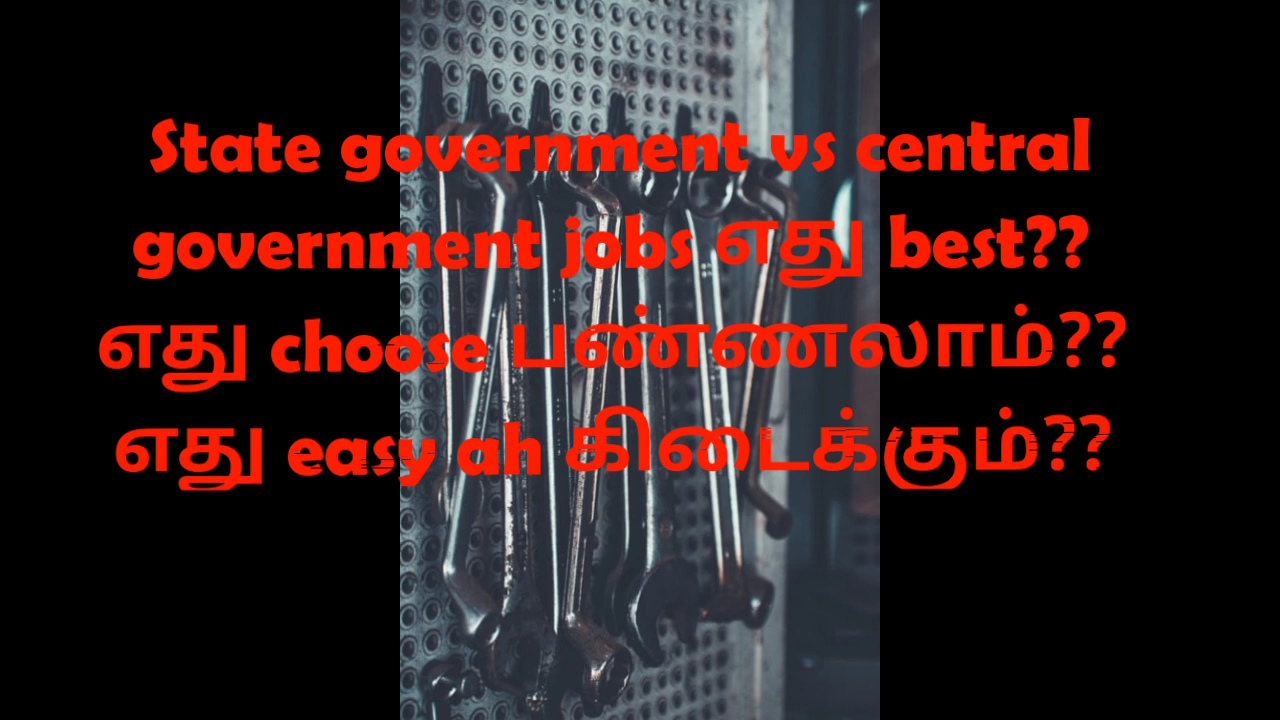 State government vs central
government jobs எது best??
எது choose பண்ணலாம்??
எது easy ah கிடைக்கும்??